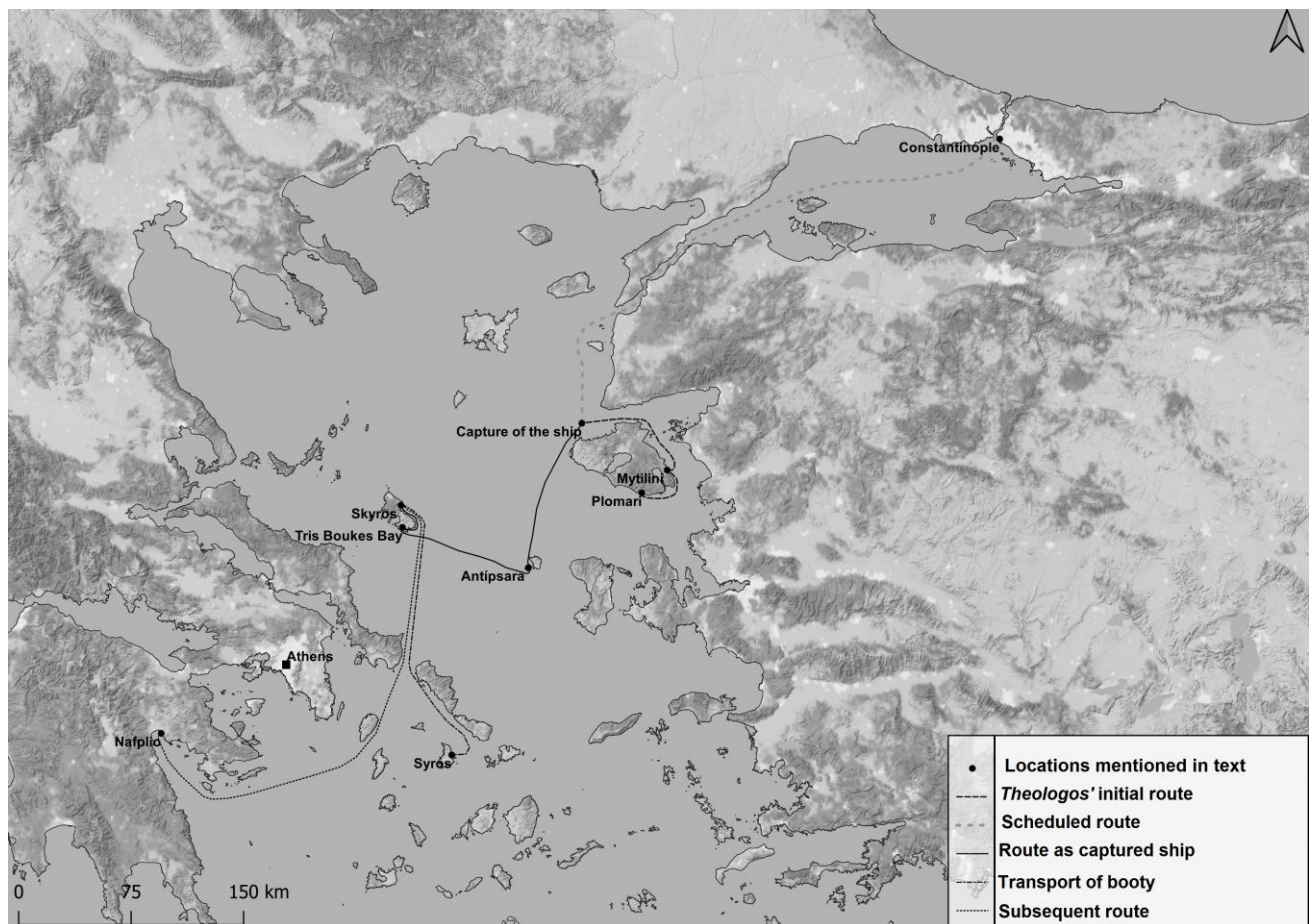 Constantinople
Capture of the ship
Mytilini
Plomari
Skyros
Tris Boukes Bay
Antipsara
Athens
Nafplio
Syros
Locations mentioned in text
Theologos' initial route
Scheduled route
Route as captured ship
Transport of booty
Subsequent route
0 75 150 km